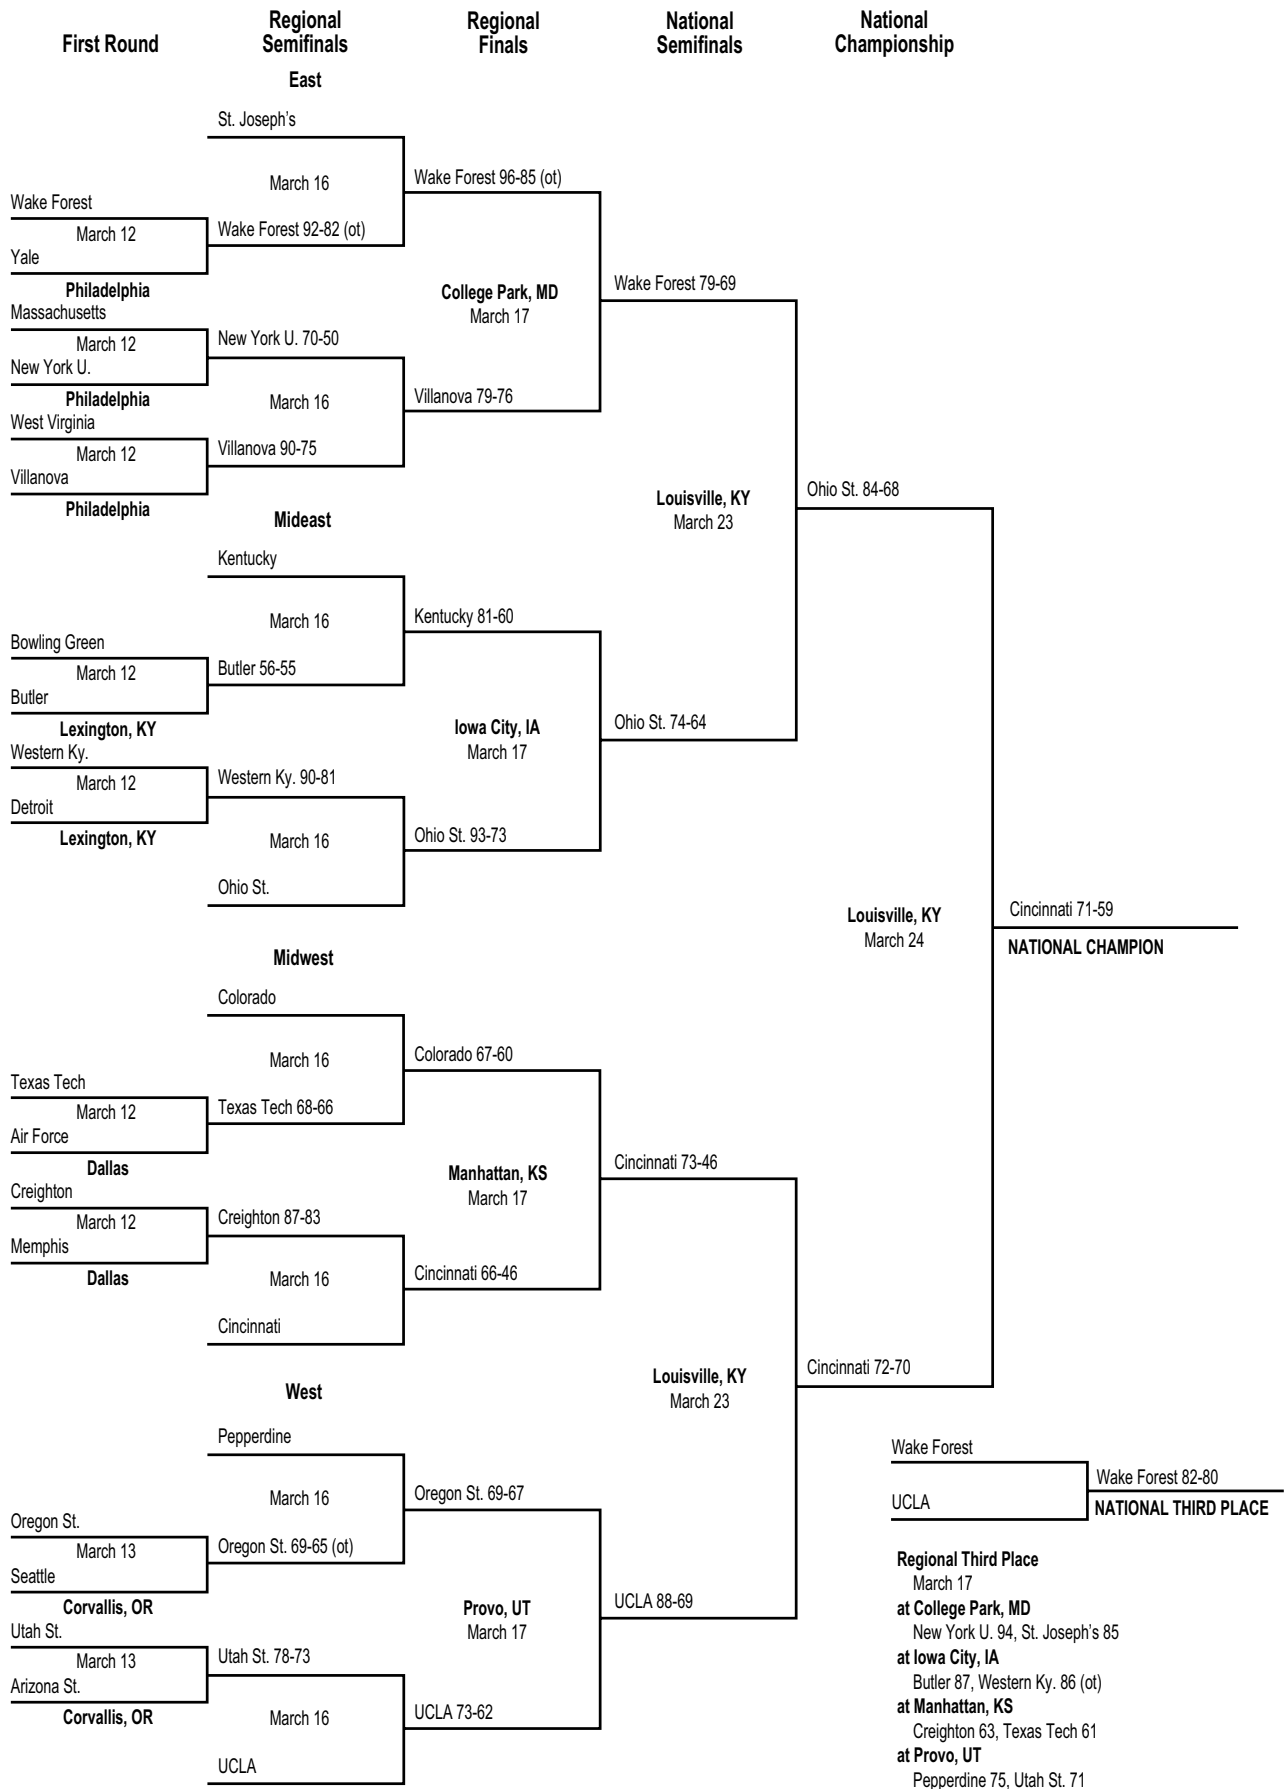 First Round
Regional
Semifinals
Regional
Finals
National
Semifinals
National
Championship
East
St. Joseph's
March 16
Wake Forest 96-85 (ot)
Wake Forest
March 12
Wake Forest 92-82 (ot)
Yale
Philadelphia
College Park, MD
March 17
Wake Forest 79-69
Massachusetts
March 12
New York U. 70-50
New York U.
Philadelphia
March 16
Villanova 79-76
West Virginia
March 12
Villanova 90-75
Villanova
Philadelphia
Louisville, KY
March 23
Ohio St. 84-68
Mideast
Kentucky
March 16
Kentucky 81-60
Bowling Green
March 12
Butler 56-55
Butler
Lexington, KY
Iowa City, IA
March 17
Ohio St. 74-64
Western Ky.
March 12
Western Ky. 90-81
Detroit
Lexington, KY
March 16
Ohio St. 93-73
Ohio St.
Louisville, KY
March 24
Cincinnati 71-59
NATIONAL CHAMPION
Midwest
Colorado
March 16
Colorado 67-60
Texas Tech
March 12
Texas Tech 68-66
Air Force
Dallas
Manhattan, KS
March 17
Cincinnati 73-46
Creighton
March 12
Creighton 87-83
Memphis
Dallas
March 16
Cincinnati 66-46
Cincinnati
Louisville, KY
March 23
Cincinnati 72-70
West
Pepperdine
March 16
Oregon St. 69-67
Oregon St.
March 13
Oregon St. 69-65 (ot)
Seattle
Corvallis, OR
Provo, UT
March 17
UCLA 88-69
Utah St.
March 13
Utah St. 78-73
Arizona St.
Corvallis, OR
March 16
UCLA 73-62
UCLA
Wake Forest
Wake Forest 82-80
UCLA
NATIONAL THIRD PLACE
Regional Third Place
March 17
at College Park, MD
New York U. 94, St. Joseph's 85
at Iowa City, IA
Butler 87, Western Ky. 86 (ot)
at Manhattan, KS
Creighton 63, Texas Tech 61
at Provo, UT
Pepperdine 75, Utah St. 71